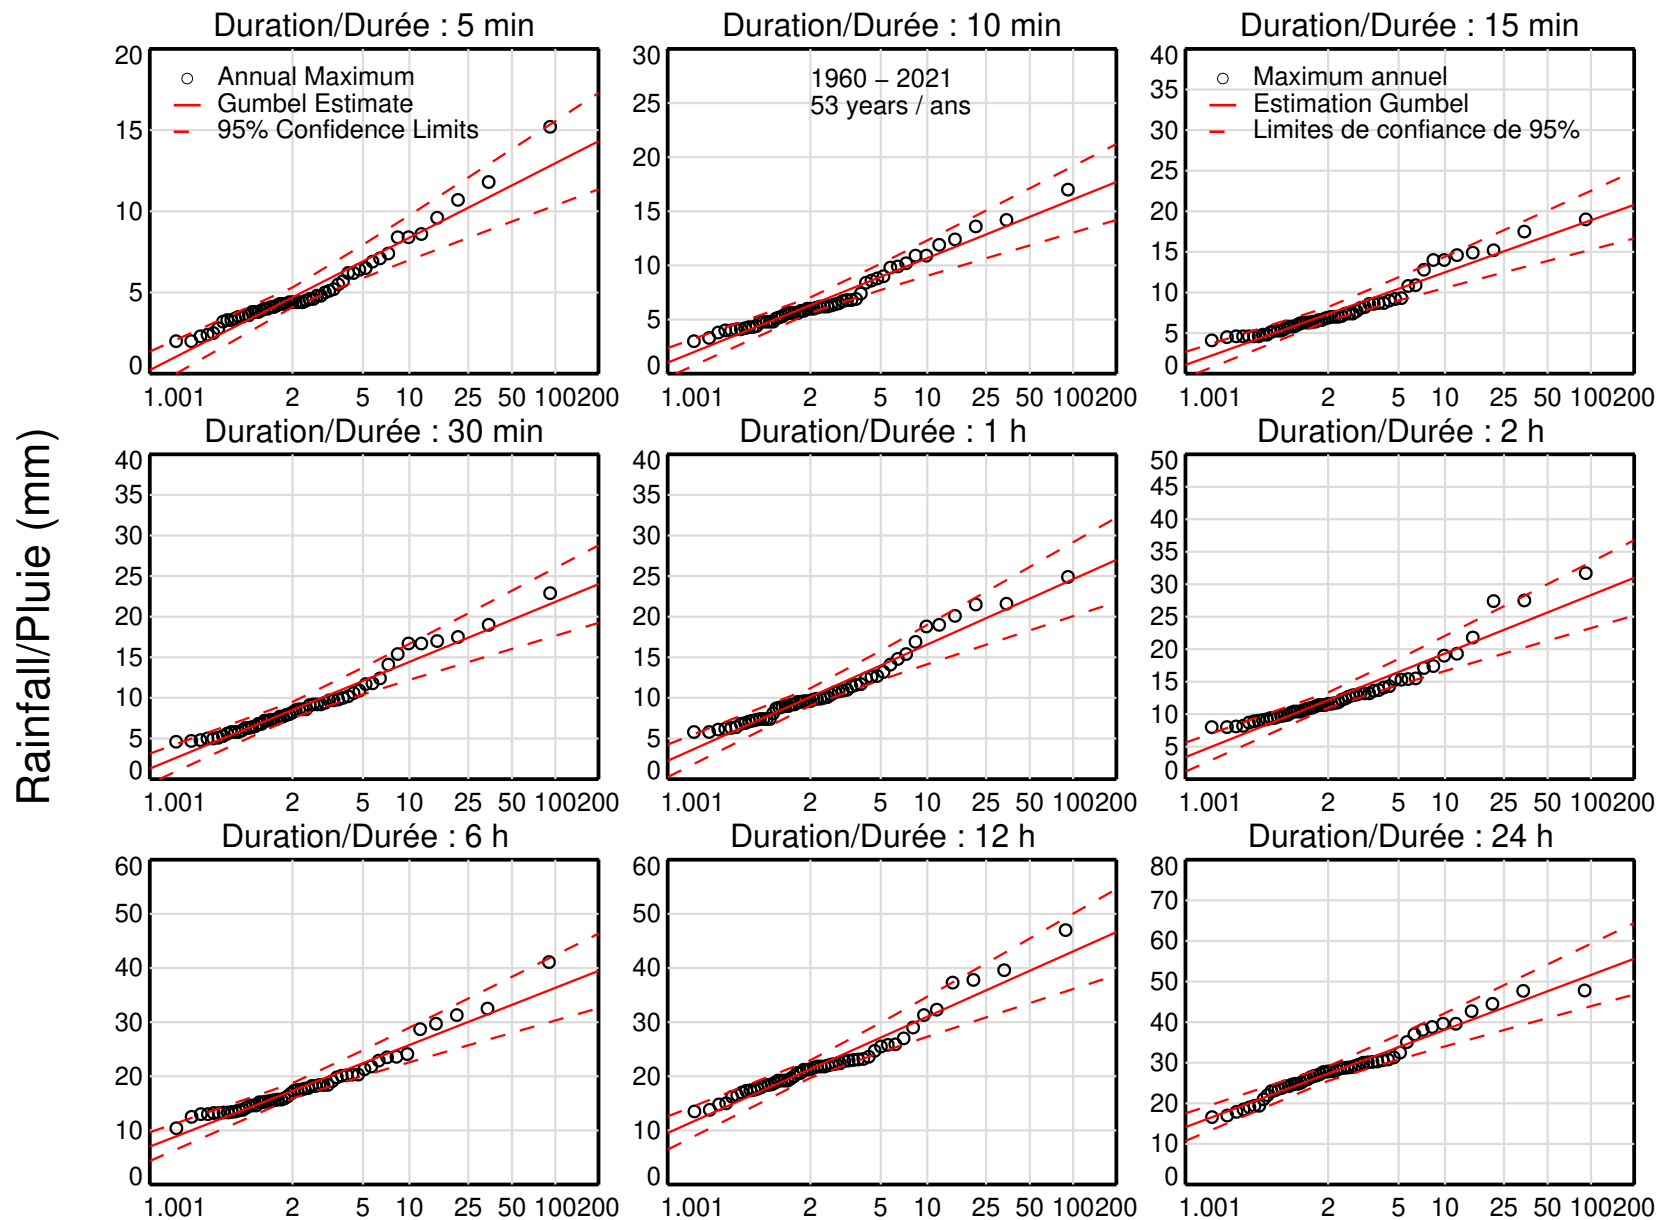 Duration/Durée : 5 min
Duration/Durée : 10 min
Duration/Durée : 15 min
20
15
10
5
0
Annual Maximum
Gumbel Estimate
95% Confidence Limits
1.001 2 5 10 25 50 100200
30
25
20
15
10
5
0
1960 – 2021
53 years / ans
1.001 2 5 10 25 50 100200
40
35
30
25
20
15
10
5
0
Maximum annuel
Estimation Gumbel
Limites de confiance de 95%
1.001 2 5 10 25 50 100200
Rainfall/Pluie (mm)
Duration/Durée : 30 min
Duration/Durée : 1 h
Duration/Durée : 2 h
40
35
30
25
20
15
10
5
0
1.001 2 5 10 25 50 100200
40
35
30
25
20
15
10
5
0
1.001 2 5 10 25 50 100200
50
45
40
35
30
25
20
15
10
5
0
1.001 2 5 10 25 50 100200
Duration/Durée : 6 h
Duration/Durée : 12 h
Duration/Durée : 24 h
60
50
40
30
20
10
0
1.001 2 5 10 25 50 100200
60
50
40
30
20
10
0
1.001 2 5 10 25 50 100200
80
70
60
50
40
30
20
10
0
1.001 2 5 10 25 50 100200